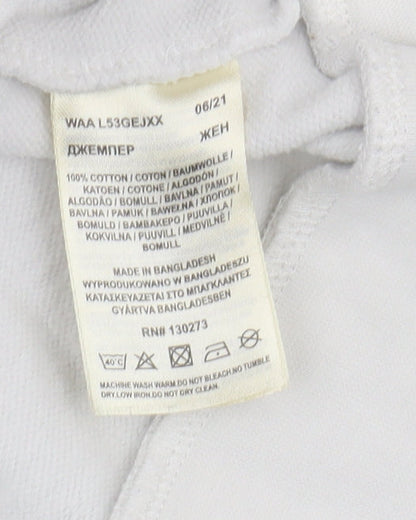 WAA L53GEJXX 06/21
ДЖЕМПЕР ЖЕН
100% COTTON / COTON / BAUMWOLLE /
KATOEN / COTONE / ALGODÓN /
ALGODÃO / BOMULL / BAVLNA / PAMUT /
BAVLNA / PAMUK / BAWEŁNA / ХЛОПОК /
BOMULD / ΒΑΜΒΑΚΕΡΟ / PUUVILLA /
KOKVILNA / PUUVILL / MEDVILNĖ /
BOMULL
MADE IN BANGLADESH
WYPRODUKOWANO W BANGLADESZU
ΚΑΤΑΣΚΕΥΑΖΕΤΑΙ ΣΤΟ ΜΠΑΓΚΛΑΝΤΕΣ
GYÁRTVA BANGLADESBEN
RN# 130273
40°C
MACHINE WASH WARM.DO NOT BLEACH.NO TUMBLE
DRY.LOW IRON.DO NOT DRY CLEAN.